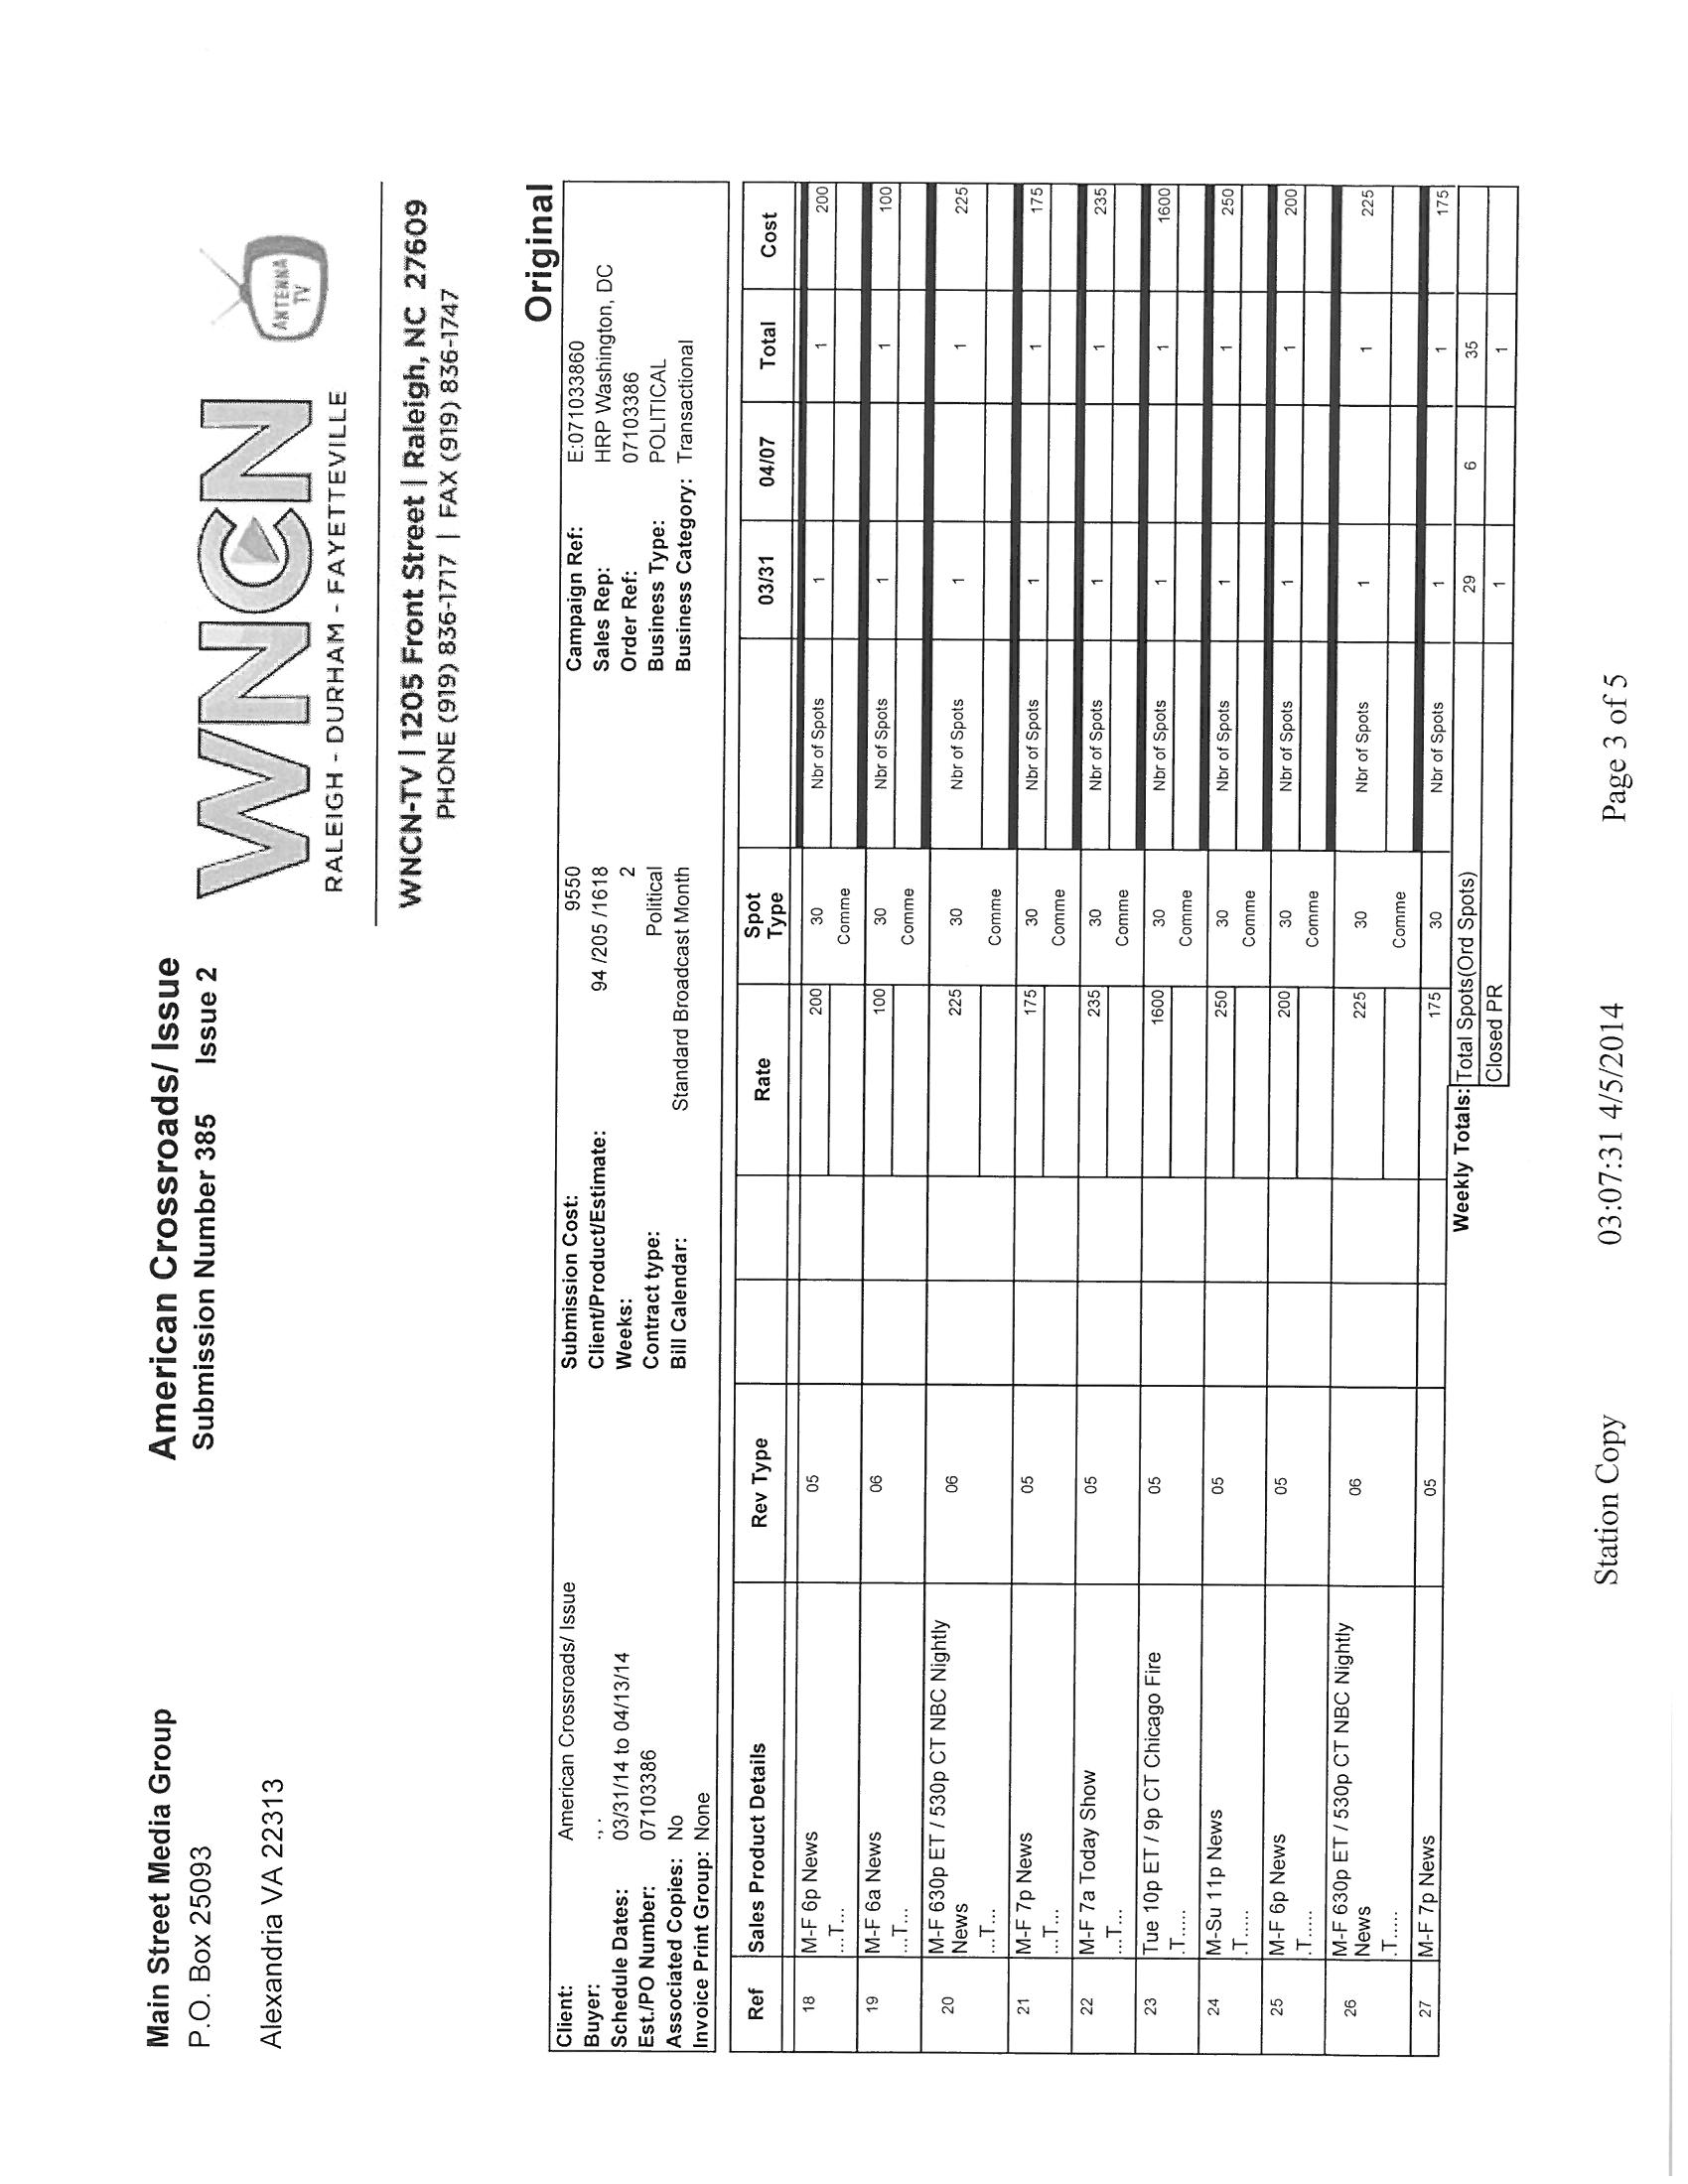 Main Street Media Group
P.O. Box 25093
Alexandria VA 22313
American Crossroads/ Issue
Submission Number 385 Issue 2
WNCN
RALEIGH - DURHAM - FAYETTEVILLE
ANTENNA
TV
WNCN-TV | 1205 Front Street | Raleigh, NC 27609
PHONE (919) 836-1717 | FAX (919) 836-1747
Original
Client: American Crossroads/ Issue Submission Cost: 9550 Campaign Ref: E:071033860
Buyer: ., . Client/Product/Estimate: 94 /205 /1618 Sales Rep: HRP Washington, DC
Schedule Dates: 03/31/14 to 04/13/14 Weeks: 2 Order Ref: 07103386
Est./PO Number: 07103386 Contract type: Political Business Type: POLITICAL
Associated Copies: No Bill Calendar: Standard Broadcast Month Business Category: Transactional
Invoice Print Group: None
Ref Sales Product Details Rev Type Rate Spot Type 03/31 04/07 Total Cost
18 M-F 6p News 05 200 30 Nbr of Spots 1 1 200
...T... Comme
19 M-F 6a News 06 100 30 Nbr of Spots 1 1 100
...T... Comme
20 M-F 630p ET / 530p CT NBC Nightly 06 225 30 Nbr of Spots 1 1 225
News
...T... Comme
21 M-F 7p News 05 175 30 Nbr of Spots 1 1 175
...T... Comme
22 M-F 7a Today Show 05 235 30 Nbr of Spots 1 1 235
...T... Comme
23 Tue 10p ET / 9p CT Chicago Fire 05 1600 30 Nbr of Spots 1 1 1600
.T..... Comme
24 M-Su 11p News 05 250 30 Nbr of Spots 1 1 250
.T..... Comme
25 M-F 6p News 05 200 30 Nbr of Spots 1 1 200
.T..... Comme
26 M-F 630p ET / 530p CT NBC Nightly 06 225 30 Nbr of Spots 1 1 225
News
.T..... Comme
27 M-F 7p News 05 175 30 Nbr of Spots 1 1 175
Weekly Totals: Total Spots(Ord Spots) 29 6 35
Closed PR 1 1
Station Copy 03:07:31 4/5/2014 Page 3 of 5